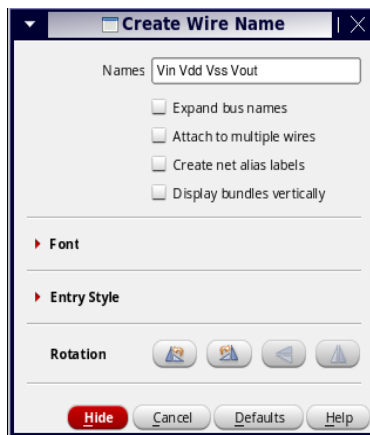 Create Wire Name
Names Vin Vdd Vss Vout
Expand bus names
Attach to multiple wires
Create net alias labels
Display bundles vertically
Font
Entry Style
Rotation
Hide Cancel Defaults Help